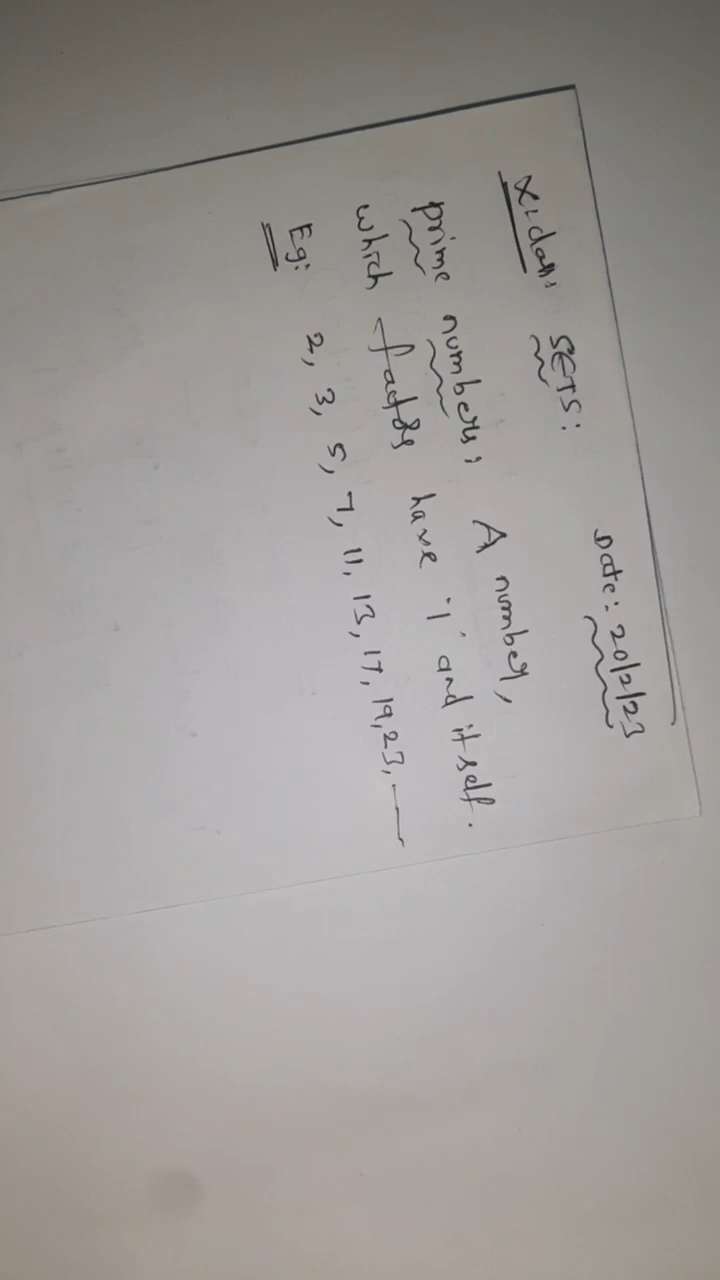 Date: 20/2/23
X-class SETS:
prime numbers: A number,
which factors have '1' and itself.
Eg: 2, 3, 5, 7, 11, 13, 17, 19, 23, —